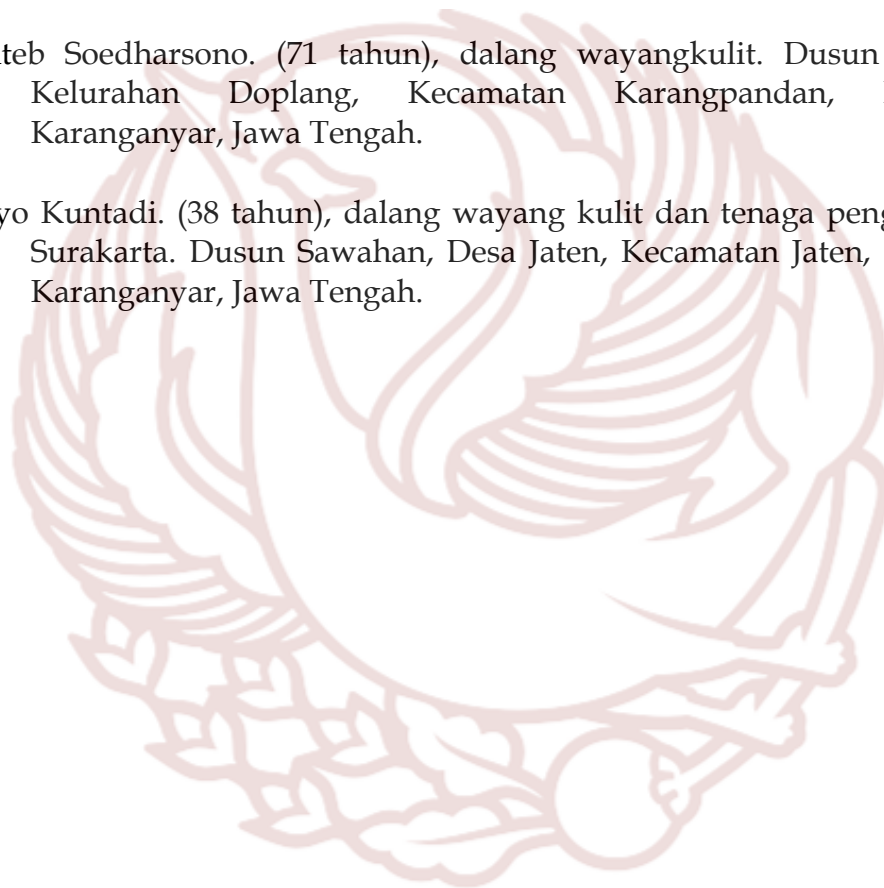 teb Soedharsono. (71 tahun), dalang wayangkulit. Dusun
Kelurahan Doplang, Kecamatan Karangpandan,
Karanganyar, Jawa Tengah.
yo Kuntadi. (38 tahun), dalang wayang kulit dan tenaga peng
Surakarta. Dusun Sawahan, Desa Jaten, Kecamatan Jaten,
Karanganyar, Jawa Tengah.